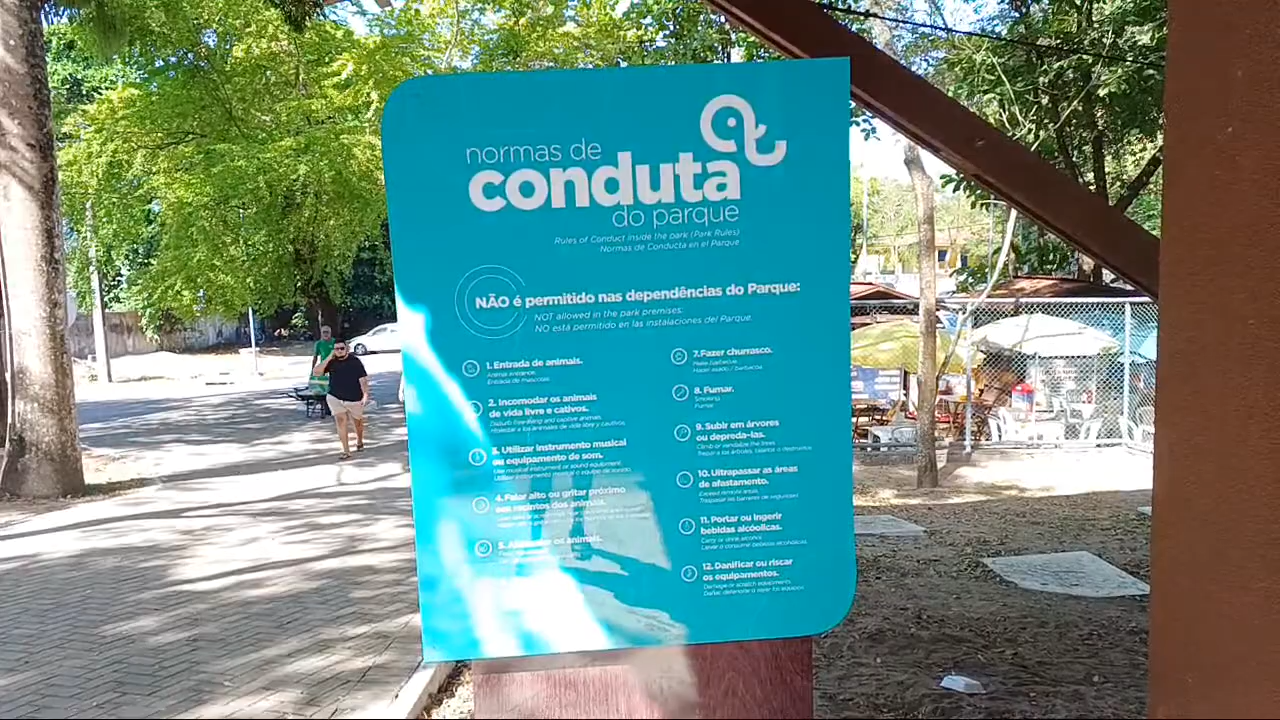 normas de
conduta
do parque
Rules of Conduct inside the park (Park Rules)
Normas de Conducta en el Parque
NÃO é permitido nas dependências do Parque:
NOT allowed in the park premises:
NO está permitido en las instalaciones del Parque.
1. Entrada de animais.
Animal entrance.
Entrada de mascotas.
2. Incomodar os animais
de vida livre e cativos.
Disturb free-living and captive animals.
Molestar a los animales de vida libre y cautivos.
3. Utilizar instrumento musical
ou equipamento de som.
Use musical instrument or sound equipment.
Utilizar instrumento musical o equipo de sonido.
4. Falar alto ou gritar próximo
aos recintos dos animais.
5. os animais.
7. Fazer churrasco.
Make barbecue.
Hacer asado / barbacoa.
8. Fumar.
Smoking.
Fumar.
9. Subir em árvores
ou depredá-las.
Climb or vandalize the trees.
Trepar a los árboles,
10. Ultrapassar as áreas
de afastamento.
Exceed remote areas.
Traspasar las barreras de seguridad.
11. Portar ou ingerir
bebidas alcóolicas.
Carry or drink alcohol.
Llevar o consumir bebidas alcohólicas.
12. Danificar ou riscar
os equipamentos.
Damage or scratch equipments.
Dañar, deteriorar o rayar los equipos.